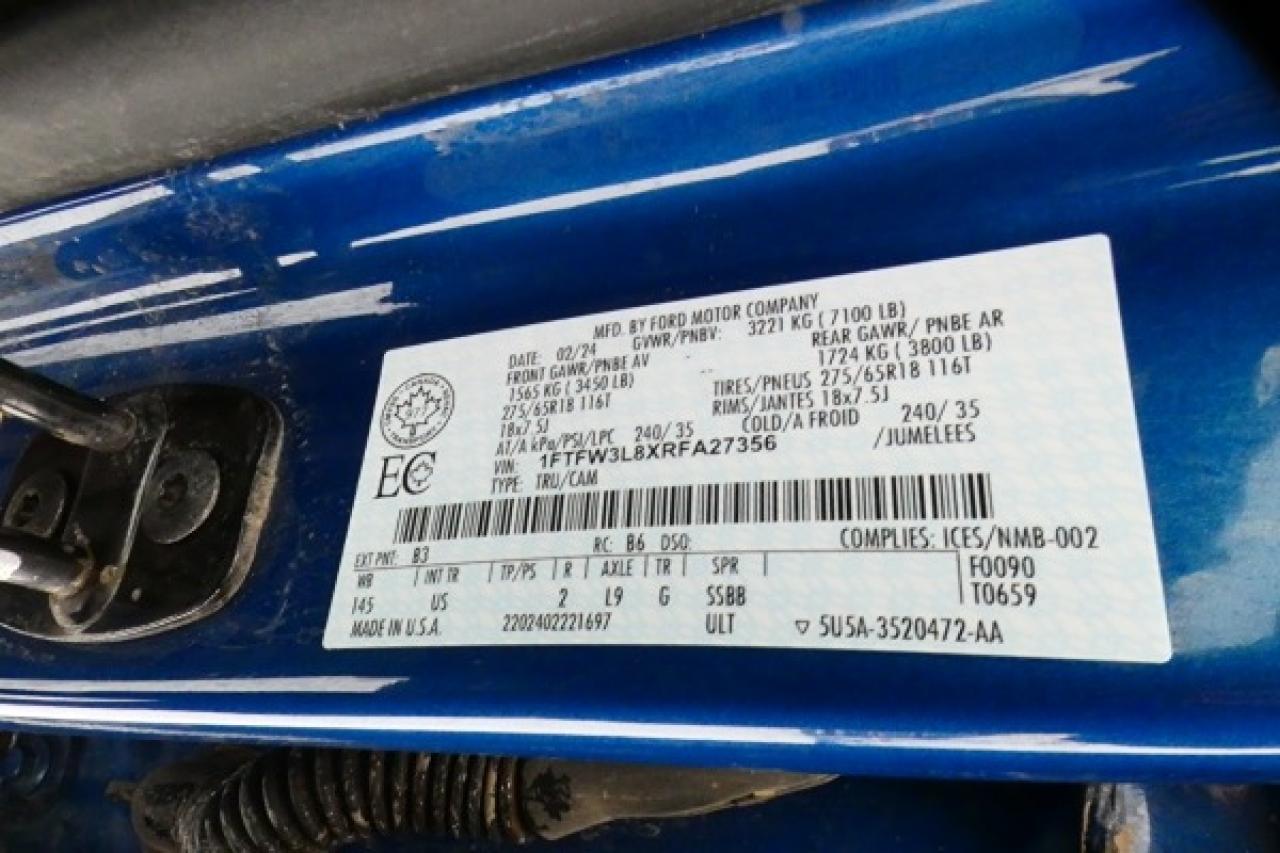 MFD. BY FORD MOTOR COMPANY
DATE: 02/24 GVWR/PNBV: 3221 KG ( 7100 LB)
FRONT GAWR/PNBE AV REAR GAWR/ PNBE AR
1565 KG ( 3450 LB) 1724 KG ( 3800 LB)
275/65R18 116T TIRES/PNEUS 275/65R18 116T
18x7.5J RIMS/JANTES 18x7.5J
AT/A kPa/PSI/LPC 240/ 35 COLD/A FROID 240/ 35
VIN: 1FTFW3L8XRFA27356 /JUMELEES
TYPE: TRU/CAM
CANADA
TRANSPORT
EC
EXT PNT: B3 RC: B6 DSO: COMPLIES: ICES/NMB-002
WB INT TR TP/PS R AXLE TR SPR F0090
145 US 2 L9 G SSBB T0659
MADE IN U.S.A. 2202402221697 ULT 5U5A-3520472-AA